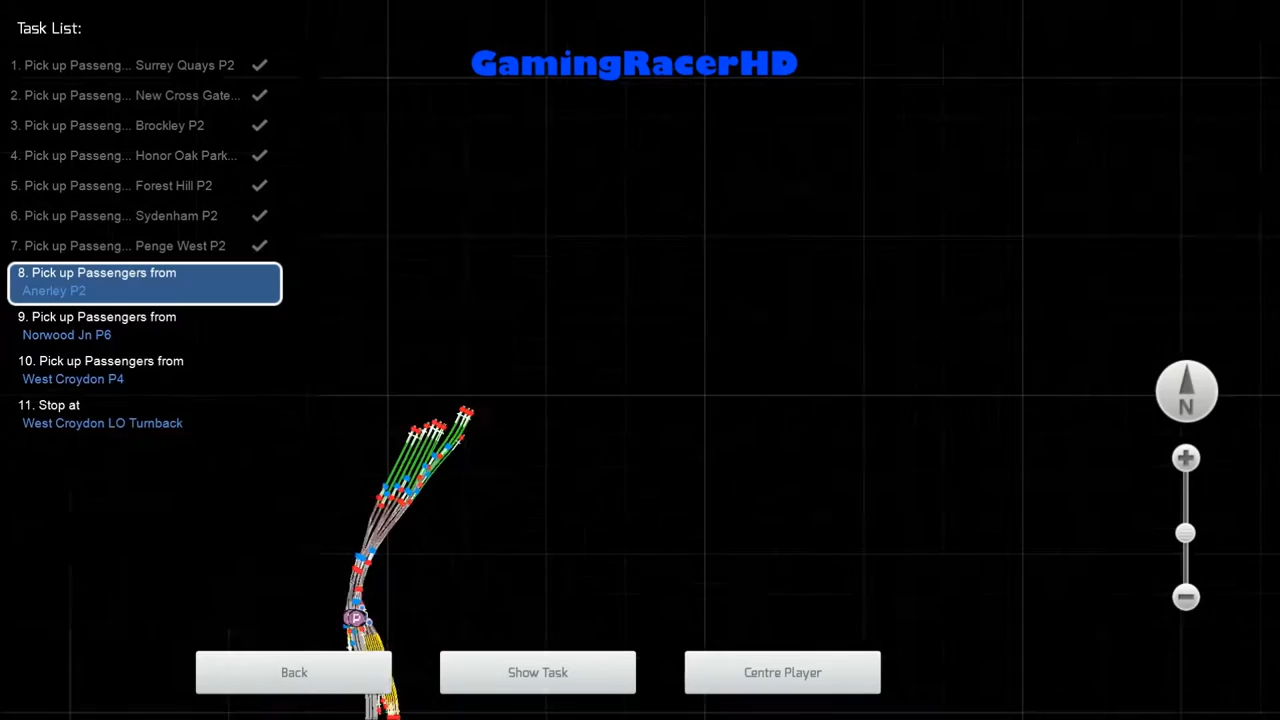 Task List:
GamingRacerHD
1. Pick up Passeng... Surrey Quays P2
2. Pick up Passeng... New Cross Gate...
3. Pick up Passeng... Brockley P2
4. Pick up Passeng... Honor Oak Park...
5. Pick up Passeng... Forest Hill P2
6. Pick up Passeng... Sydenham P2
7. Pick up Passeng... Penge West P2
8. Pick up Passengers from
Anerley P2
9. Pick up Passengers from
Norwood Jn P6
10. Pick up Passengers from
West Croydon P4
11. Stop at
West Croydon LO Turnback
N
P
Back
Show Task
Centre Player